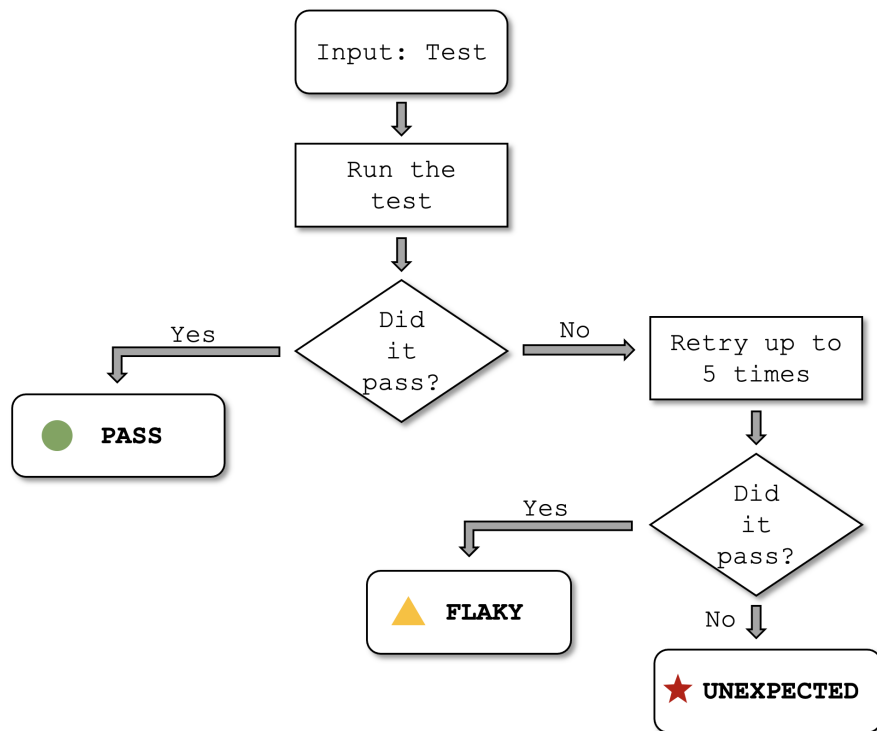 Input: Test
Run the
test
Did
it
pass?
Yes
No
PASS
Retry up to
5 times
Did
it
pass?
Yes
No
FLAKY
UNEXPECTED